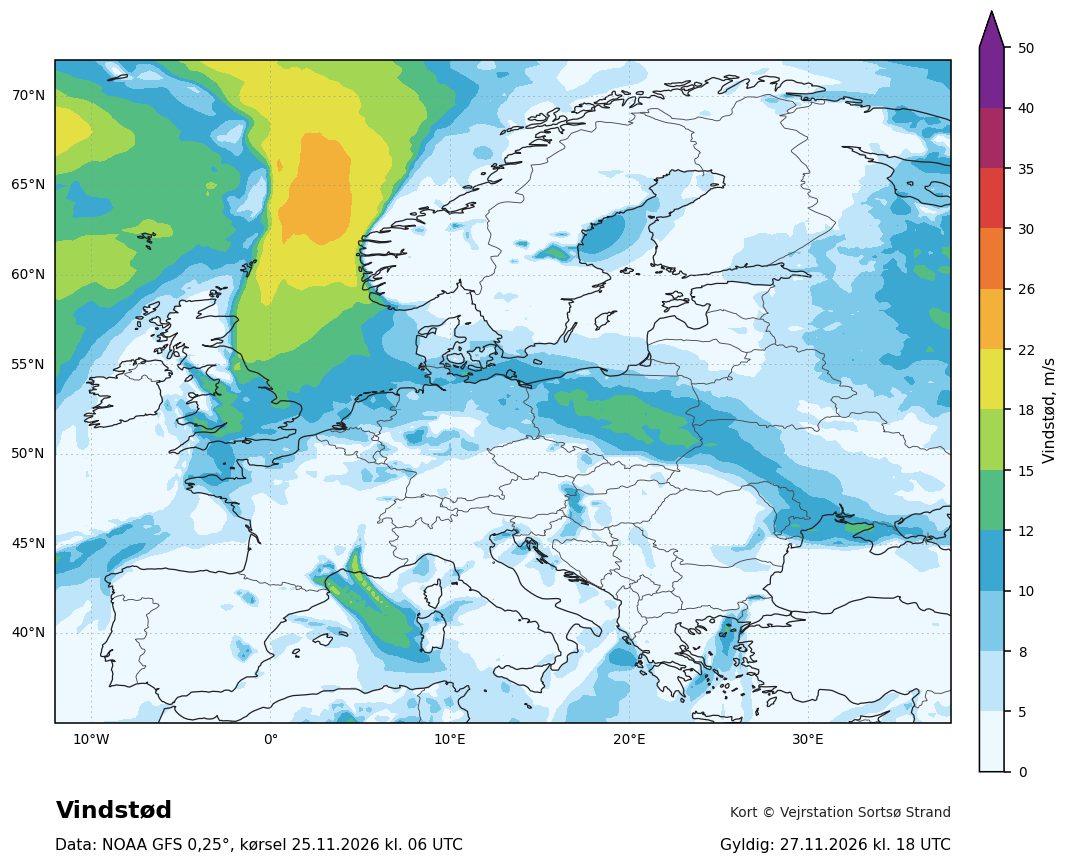 50
40
35
30
26
22
18
15
12
10
8
5
0
Vindstød, m/s
70°N
65°N
60°N
55°N
50°N
45°N
40°N
10°W
0°
10°E
20°E
30°E
Vindstød
Kort © Vejrstation Sortsø Strand
Data: NOAA GFS 0,25°, kørsel 25.11.2026 kl. 06 UTC
Gyldig: 27.11.2026 kl. 18 UTC